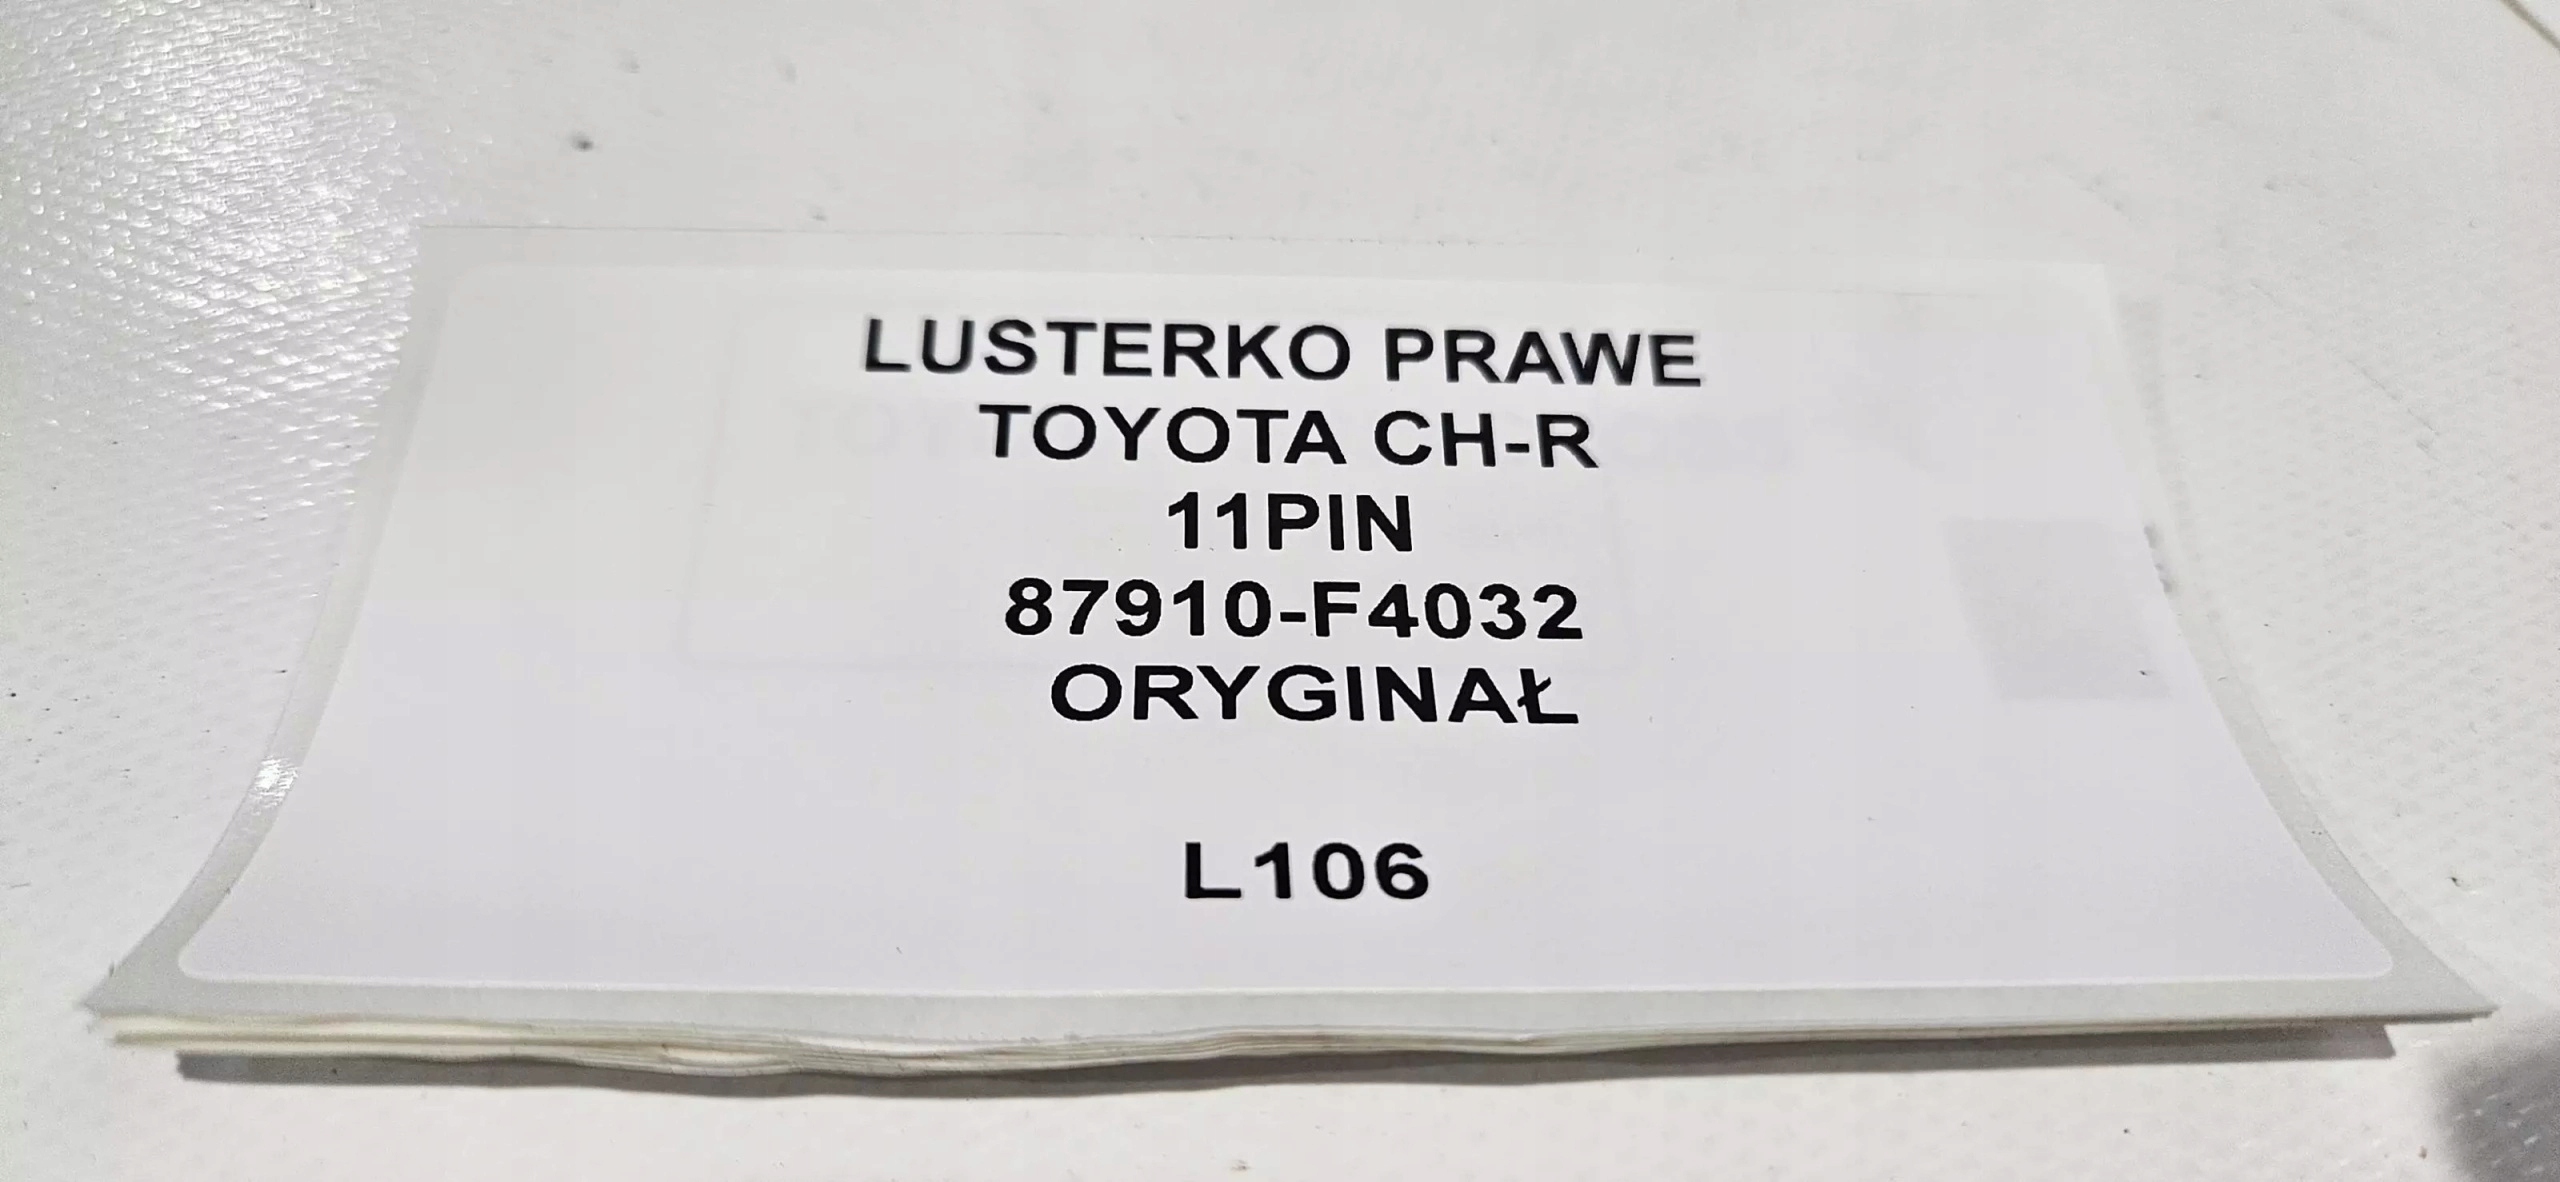 LUSTERKO PRAWE
TOYOTA CH-R
11PIN
87910-F4032
ORYGINAŁ
L106